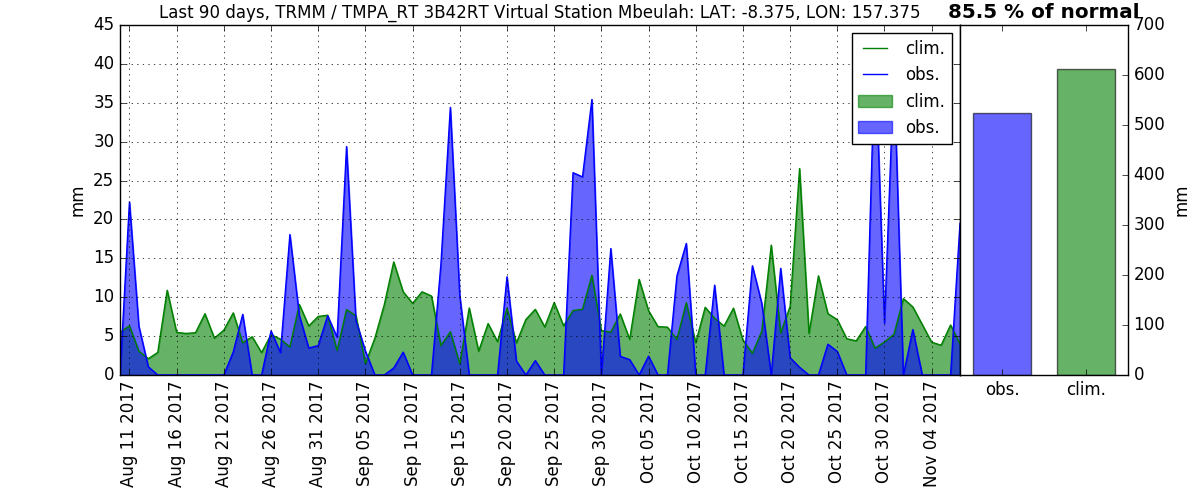 Last 90 days, TRMM / TMPA_RT 3B42RT Virtual Station Mbeulah: LAT: -8.375, LON: 157.375
85.5 % of normal
45
40
35
30
25
20
15
10
5
0
mm
clim.
obs.
clim.
obs.
700
600
500
400
300
200
100
0
mm
Aug 11 2017
Aug 16 2017
Aug 21 2017
Aug 26 2017
Aug 31 2017
Sep 05 2017
Sep 10 2017
Sep 15 2017
Sep 20 2017
Sep 25 2017
Sep 30 2017
Oct 05 2017
Oct 10 2017
Oct 15 2017
Oct 20 2017
Oct 25 2017
Oct 30 2017
Nov 04 2017
obs.
clim.